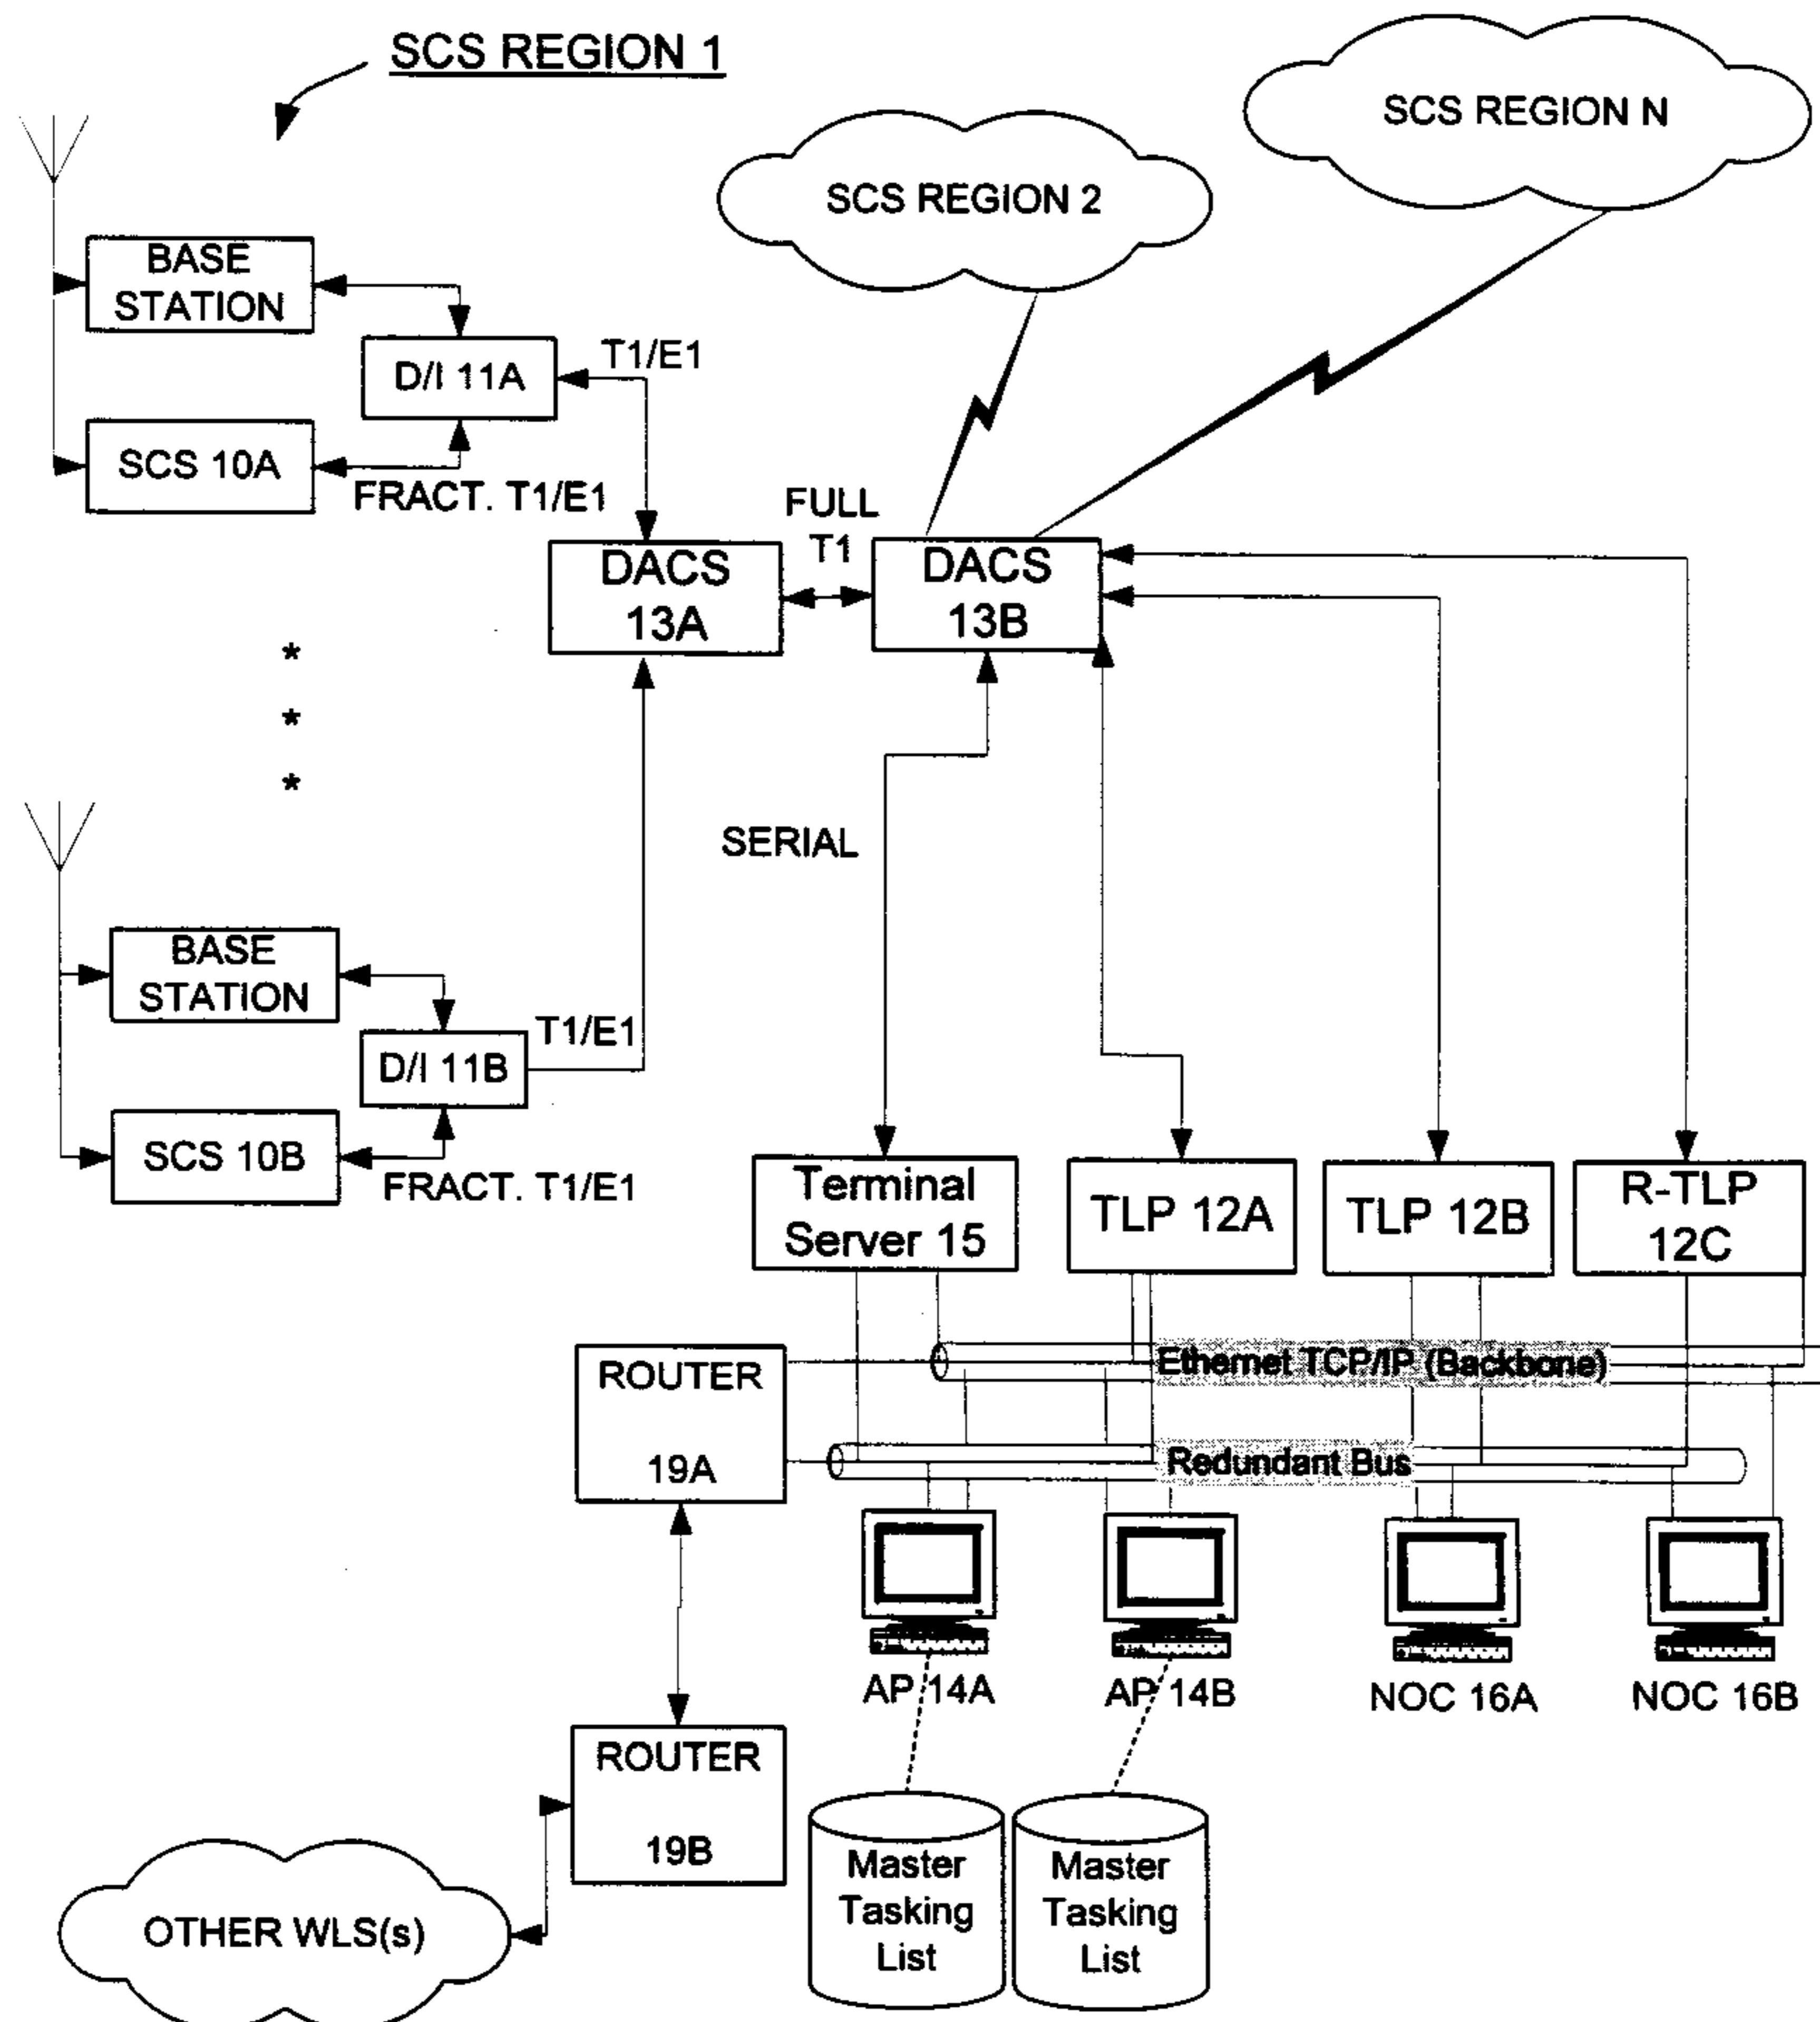 SCS REGION 1
SCS REGION N
SCS REGION 2
BASE
STATION
D/I 11A
T1/E1
SCS 10A
FRACT. T1/E1
FULL
T1
DACS
13A
DACS
13B
*
*
*
SERIAL
BASE
STATION
D/I 11B
T1/E1
SCS 10B
FRACT. T1/E1
Terminal
Server 15
TLP 12A
TLP 12B
R-TLP
12C
ROUTER
19A
Ethernet TCP/IP (Backbone)
Redundant Bus
AP 14A
AP 14B
NOC 16A
NOC 16B
ROUTER
19B
OTHER WLS(s)
Master
Tasking
List
Master
Tasking
List